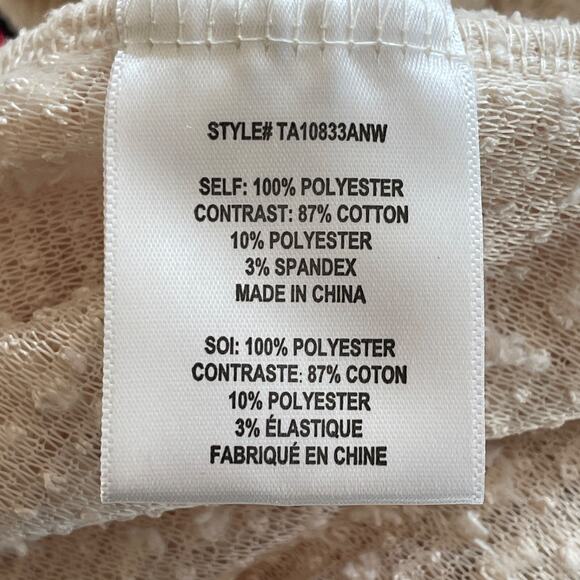 STYLE# TA10833ANW
SELF: 100% POLYESTER
CONTRAST: 87% COTTON
10% POLYESTER
3% SPANDEX
MADE IN CHINA
SOI: 100% POLYESTER
CONTRASTE: 87% COTON
10% POLYESTER
3% ÉLASTIQUE
FABRIQUÉ EN CHINE